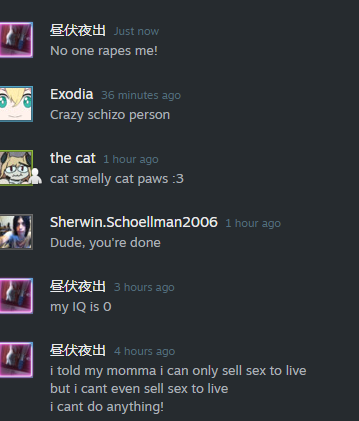 昼伏夜出 Just now
No one rapes me!
Exodia 36 minutes ago
Crazy schizo person
the cat 1 hour ago
cat smelly cat paws :3
Sherwin.Schoellman2006 1 hour ago
Dude, you're done
昼伏夜出 3 hours ago
my IQ is 0
昼伏夜出 4 hours ago
i told my momma i can only sell sex to live
but i cant even sell sex to live
i cant do anything!